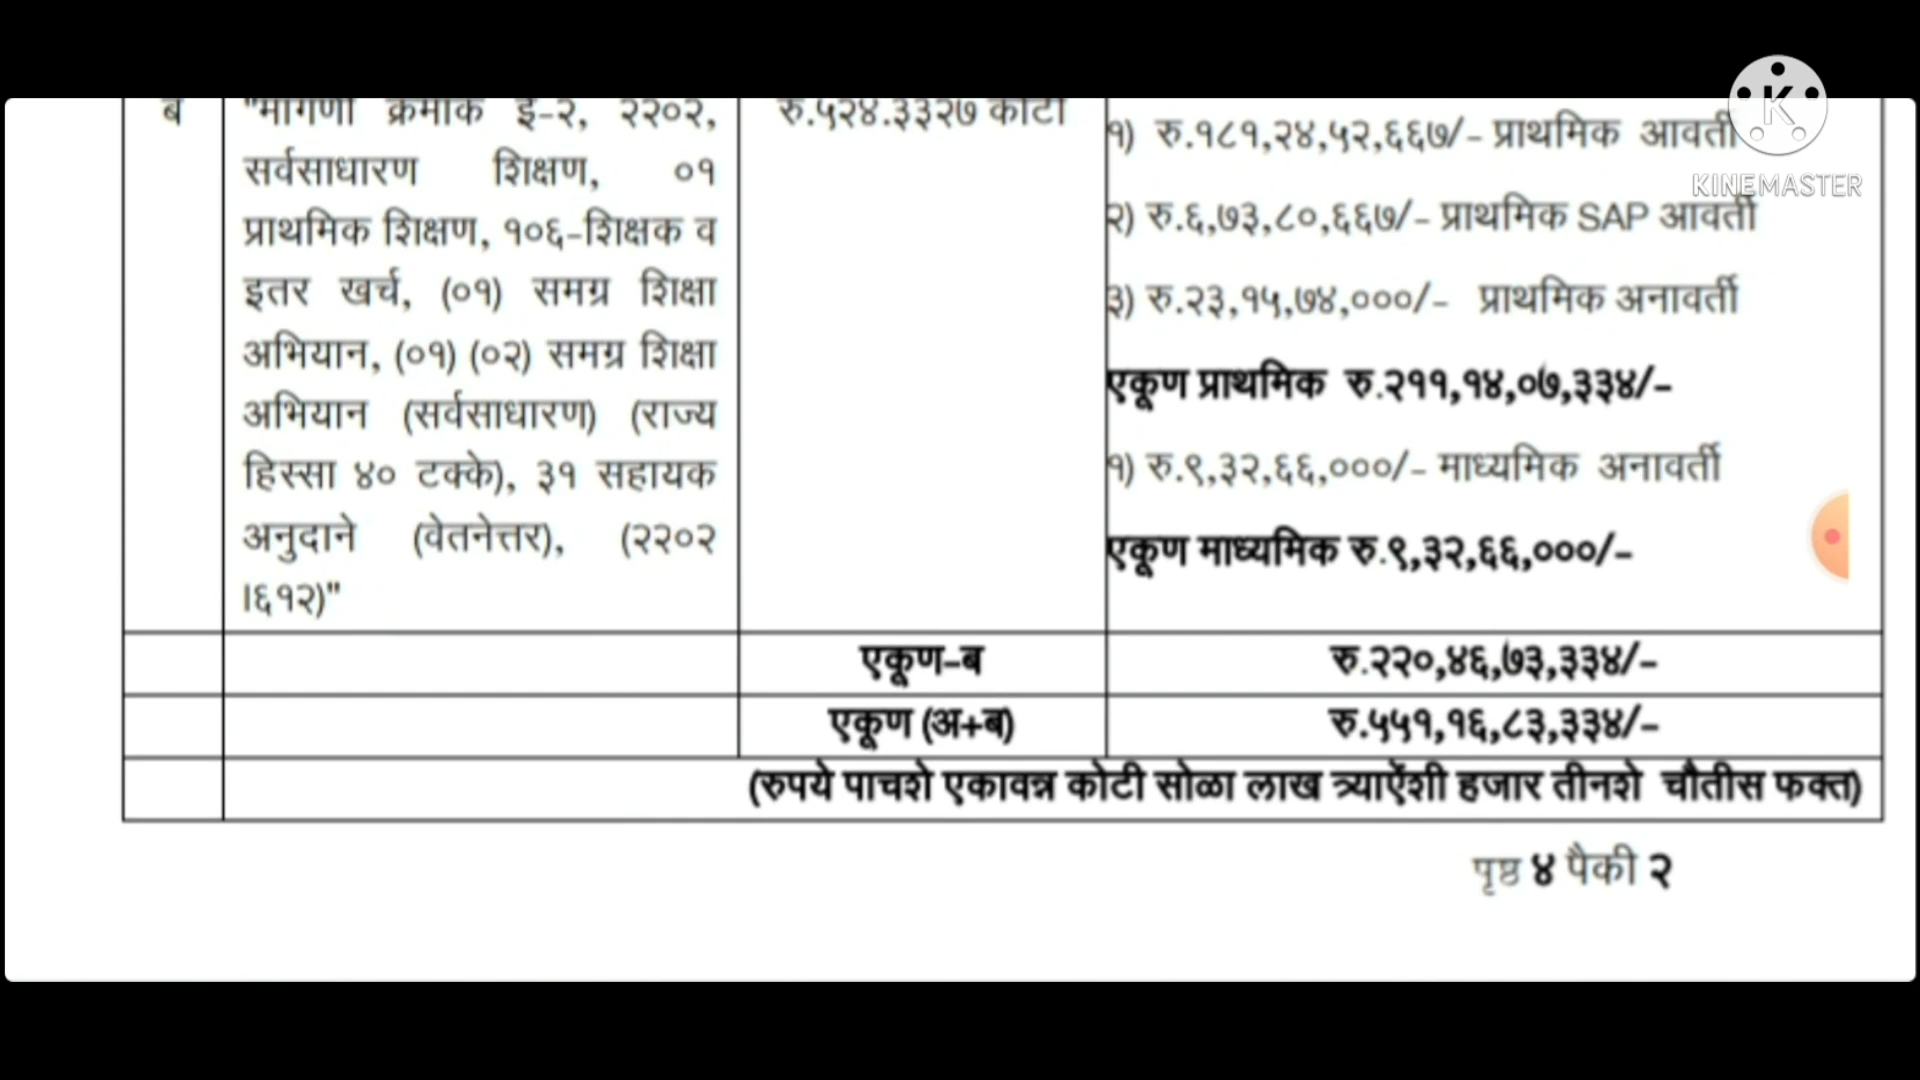 ब
"मागणी क्रमांक ई-२, २२०२,
सर्वसाधारण शिक्षण, ०१
प्राथमिक शिक्षण, १०६-शिक्षक व
इतर खर्च, (०१) समग्र शिक्षा
अभियान, (०१) (०२) समग्र शिक्षा
अभियान (सर्वसाधारण) (राज्य
हिस्सा ४० टक्के), ३१ सहायक
अनुदाने (वेतनेत्तर), (२२०२
।६१२)"
रु.५२४.३३२७ कोटी
१) रु.१८१,२४,५२,६६७/- प्राथमिक आवर्ती
२) रु.६,७३,८०,६६७/- प्राथमिक SAP आवर्ती
३) रु.२३,१५,७४,०००/- प्राथमिक अनावर्ती
एकूण प्राथमिक रु.२११,१४,०७,३३४/-
१) रु.९,३२,६६,०००/- माध्यमिक अनावर्ती
एकूण माध्यमिक रु.९,३२,६६,०००/-
एकूण-ब रु.२२०,४६,७३,३३४/-
एकूण (अ+ब) रु.५५१,१६,८३,३३४/-
(रुपये पाचशे एकावन्न कोटी सोळा लाख त्र्याऐंशी हजार तीनशे चौतीस फक्त)
पृष्ठ ४ पैकी २
K
KINEMASTER